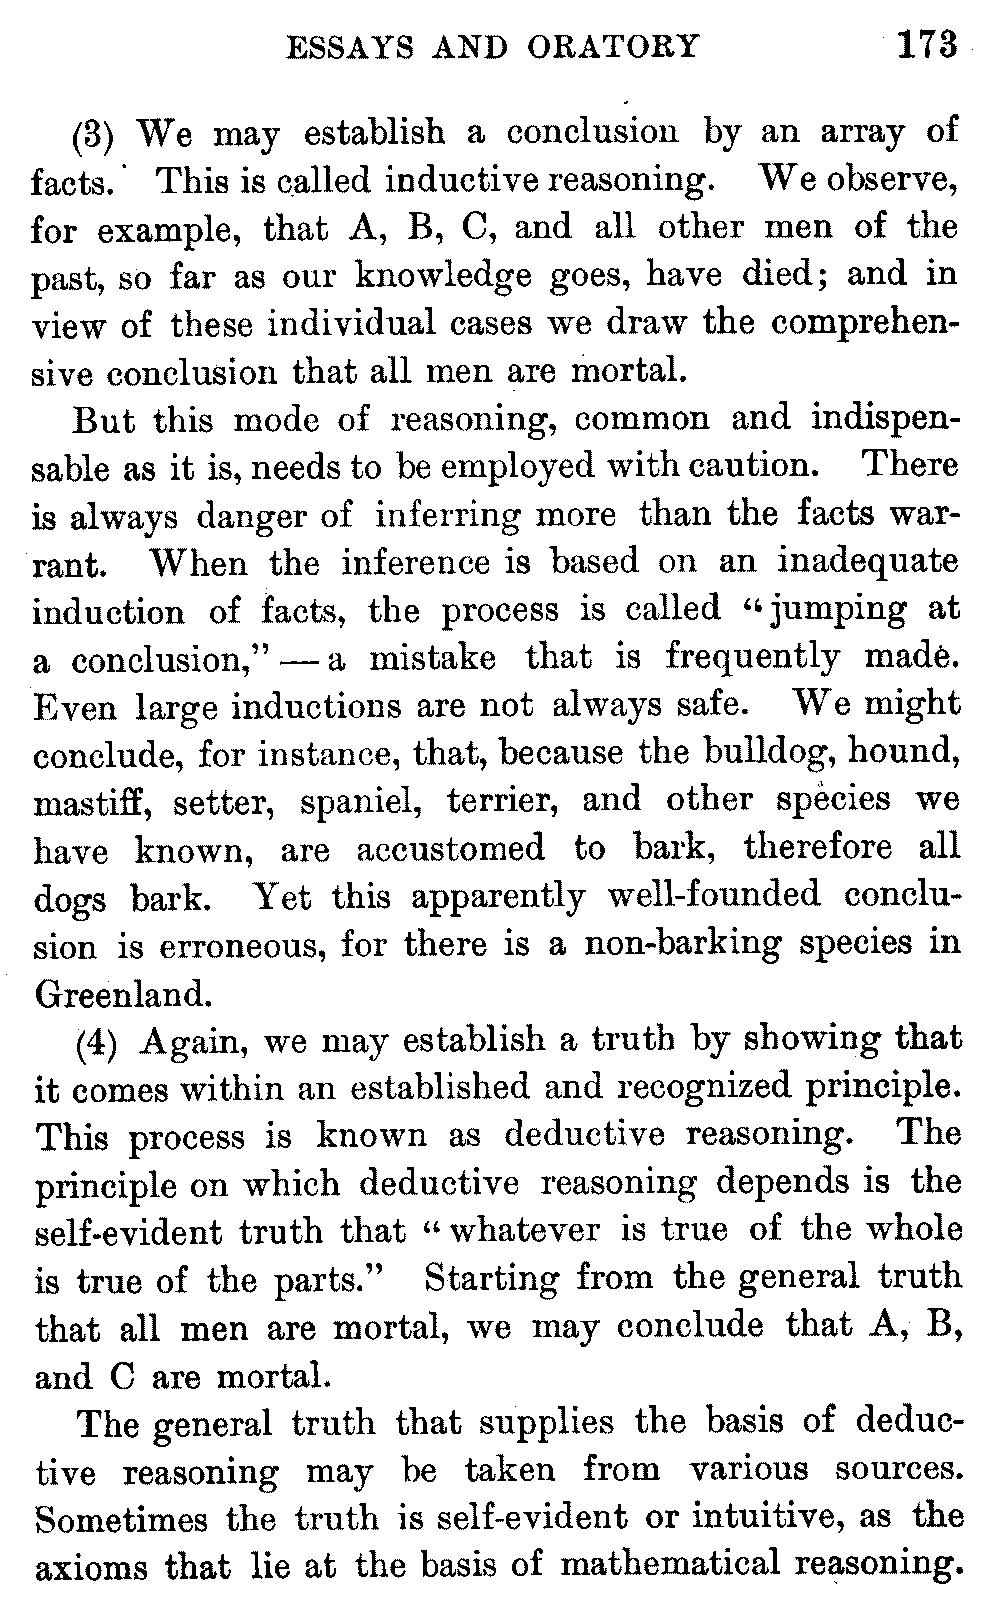 ESSAYS AND ORATORY 173
(3) We may establish a conclusion by an array of
facts. This is called inductive reasoning. We observe,
for example, that A, B, C, and all other men of the
past, so far as our knowledge goes, have died; and in
view of these individual cases we draw the comprehen-
sive conclusion that all men are mortal.
But this mode of reasoning, common and indispen-
sable as it is, needs to be employed with caution. There
is always danger of inferring more than the facts war-
rant. When the inference is based on an inadequate
induction of facts, the process is called “jumping at
a conclusion,” — a mistake that is frequently made.
Even large inductions are not always safe. We might
conclude, for instance, that, because the bulldog, hound,
mastiff, setter, spaniel, terrier, and other species we
have known, are accustomed to bark, therefore all
dogs bark. Yet this apparently well-founded conclu-
sion is erroneous, for there is a non-barking species in
Greenland.
(4) Again, we may establish a truth by showing that
it comes within an established and recognized principle.
This process is known as deductive reasoning. The
principle on which deductive reasoning depends is the
self-evident truth that “whatever is true of the whole
is true of the parts.” Starting from the general truth
that all men are mortal, we may conclude that A, B,
and C are mortal.
The general truth that supplies the basis of deduc-
tive reasoning may be taken from various sources.
Sometimes the truth is self-evident or intuitive, as the
axioms that lie at the basis of mathematical reasoning.